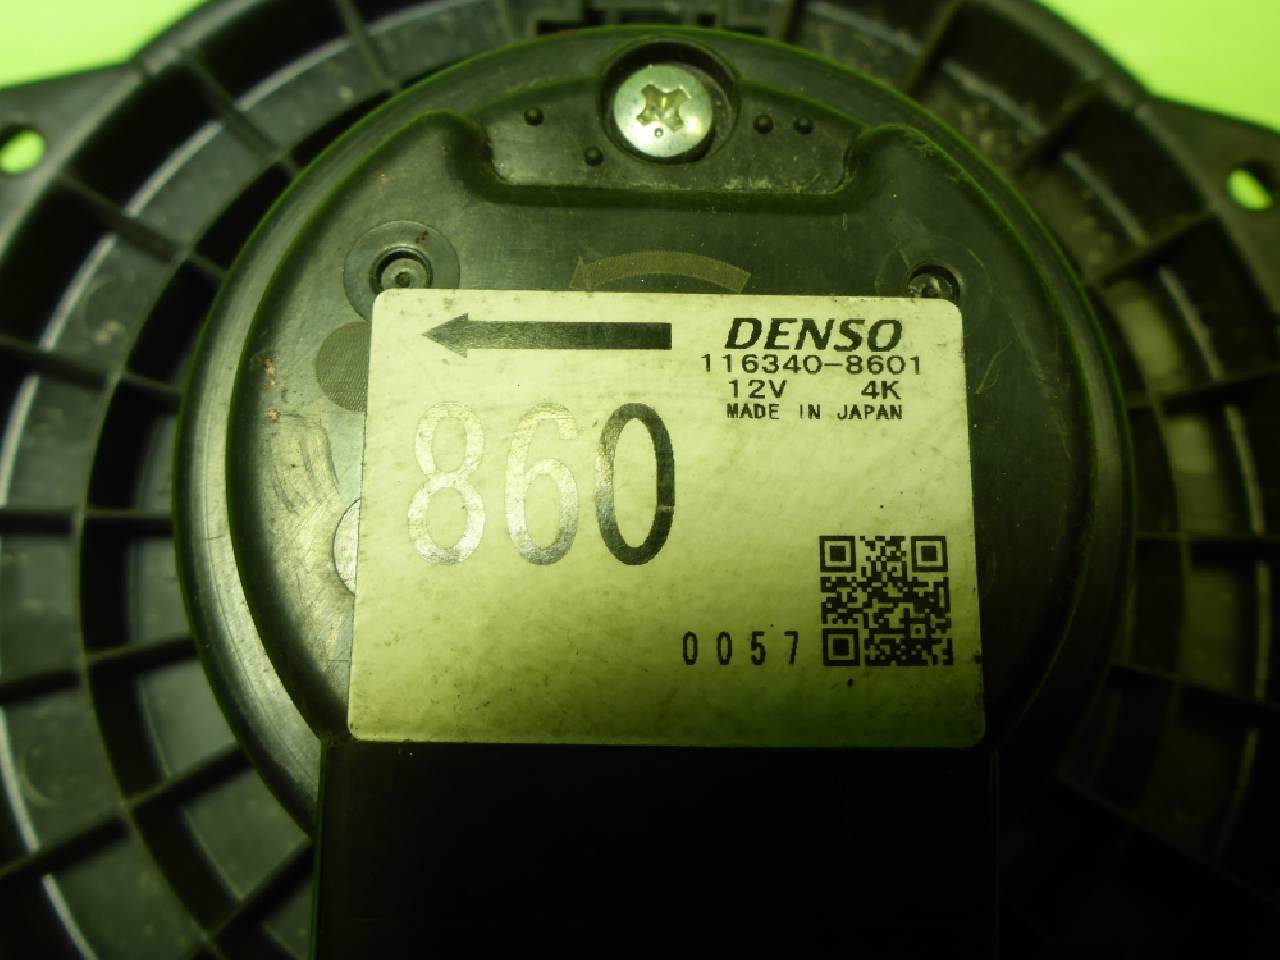 DENSO
116340-8601
12V 4K
MADE IN JAPAN
860
0057